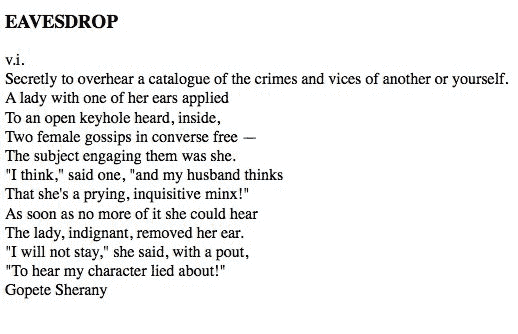 EAVESDROP
v.i.
Secretly to overhear a catalogue of the crimes and vices of another or yourself.
A lady with one of her ears applied
To an open keyhole heard, inside,
Two female gossips in converse free —
The subject engaging them was she.
"I think," said one, "and my husband thinks
That she's a prying, inquisitive minx!"
As soon as no more of it she could hear
The lady, indignant, removed her ear.
"I will not stay," she said, with a pout,
"To hear my character lied about!"
Gopete Sherany